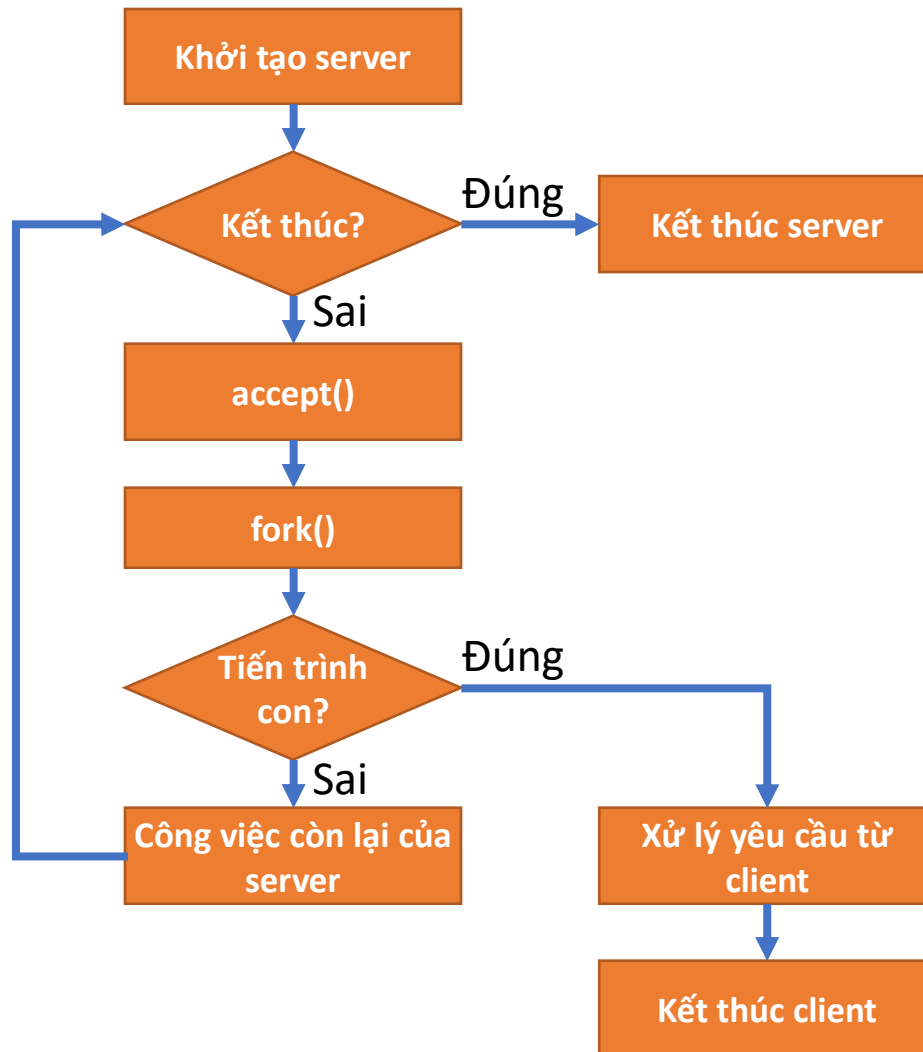 Khởi tạo server
Kết thúc?
Đúng
Kết thúc server
Sai
accept()
fork()
Tiến trình
con?
Đúng
Sai
Công việc còn lại của
server
Xử lý yêu cầu từ
client
Kết thúc client